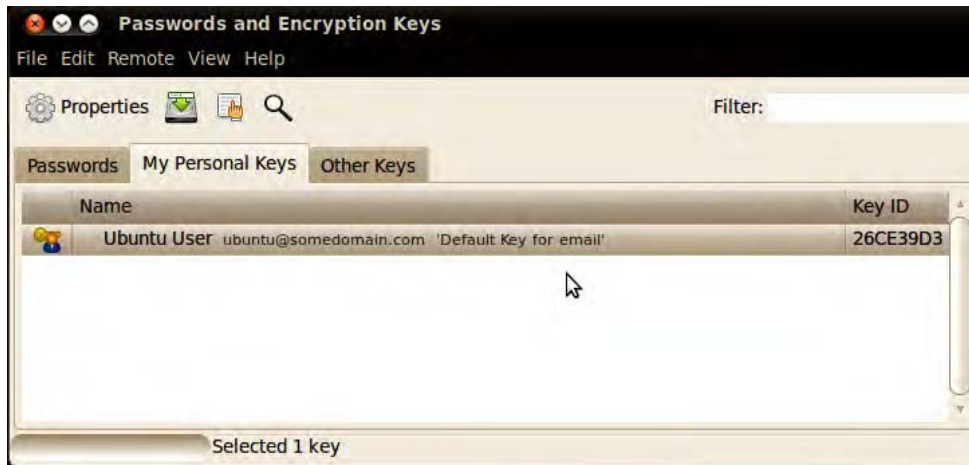 Passwords and Encryption Keys
File Edit Remote View Help
Properties Filter:
Passwords My Personal Keys Other Keys
Name Key ID
Ubuntu User ubuntu@somedomain.com 'Default Key for email' 26CE39D3
Selected 1 key